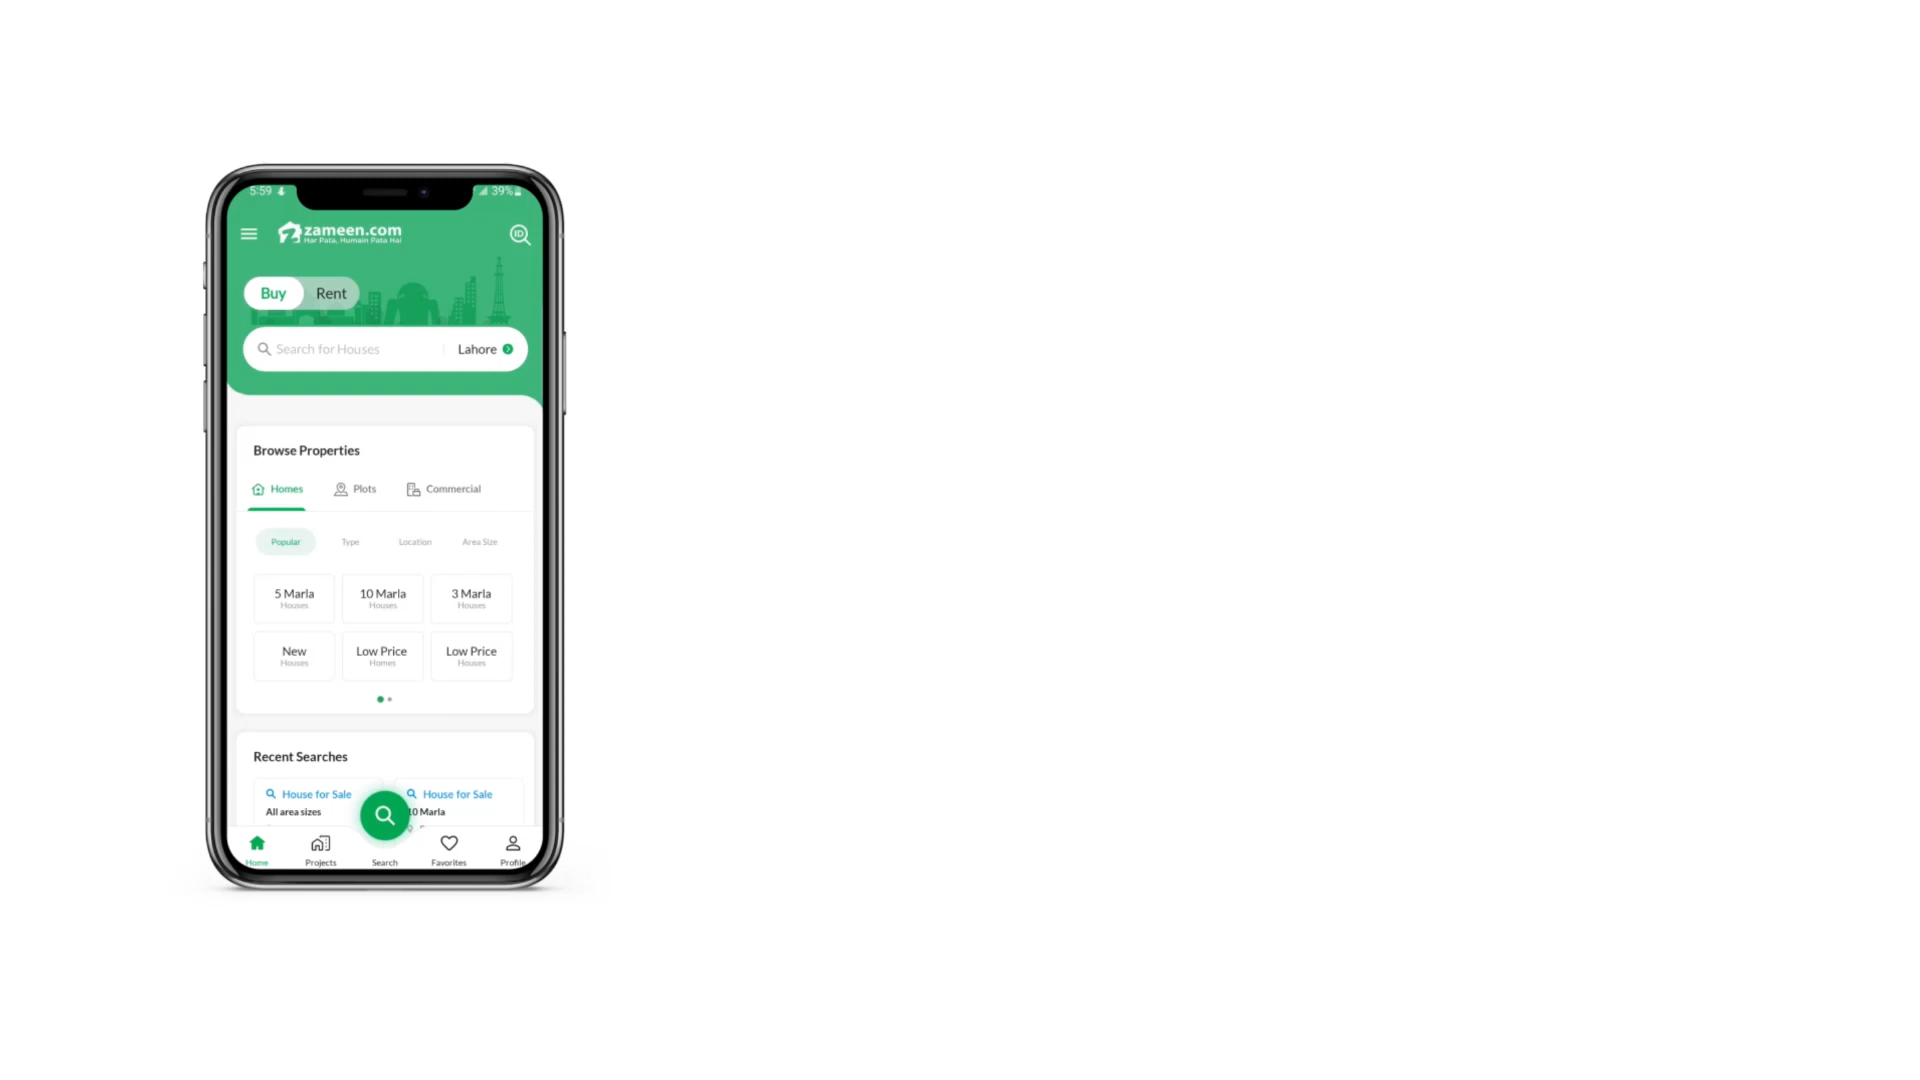 5:59 39%
zameen.com
Har Pata, Humain Pata Hai
ID
Buy Rent
Search for Houses Lahore
Browse Properties
Homes Plots Commercial
Popular Type Location Area Size
5 Marla 10 Marla 3 Marla
Houses Houses Houses
New Low Price Low Price
Houses Homes Houses
Recent Searches
House for Sale House for Sale
All area sizes 10 Marla
Home Projects Search Favorites Profile